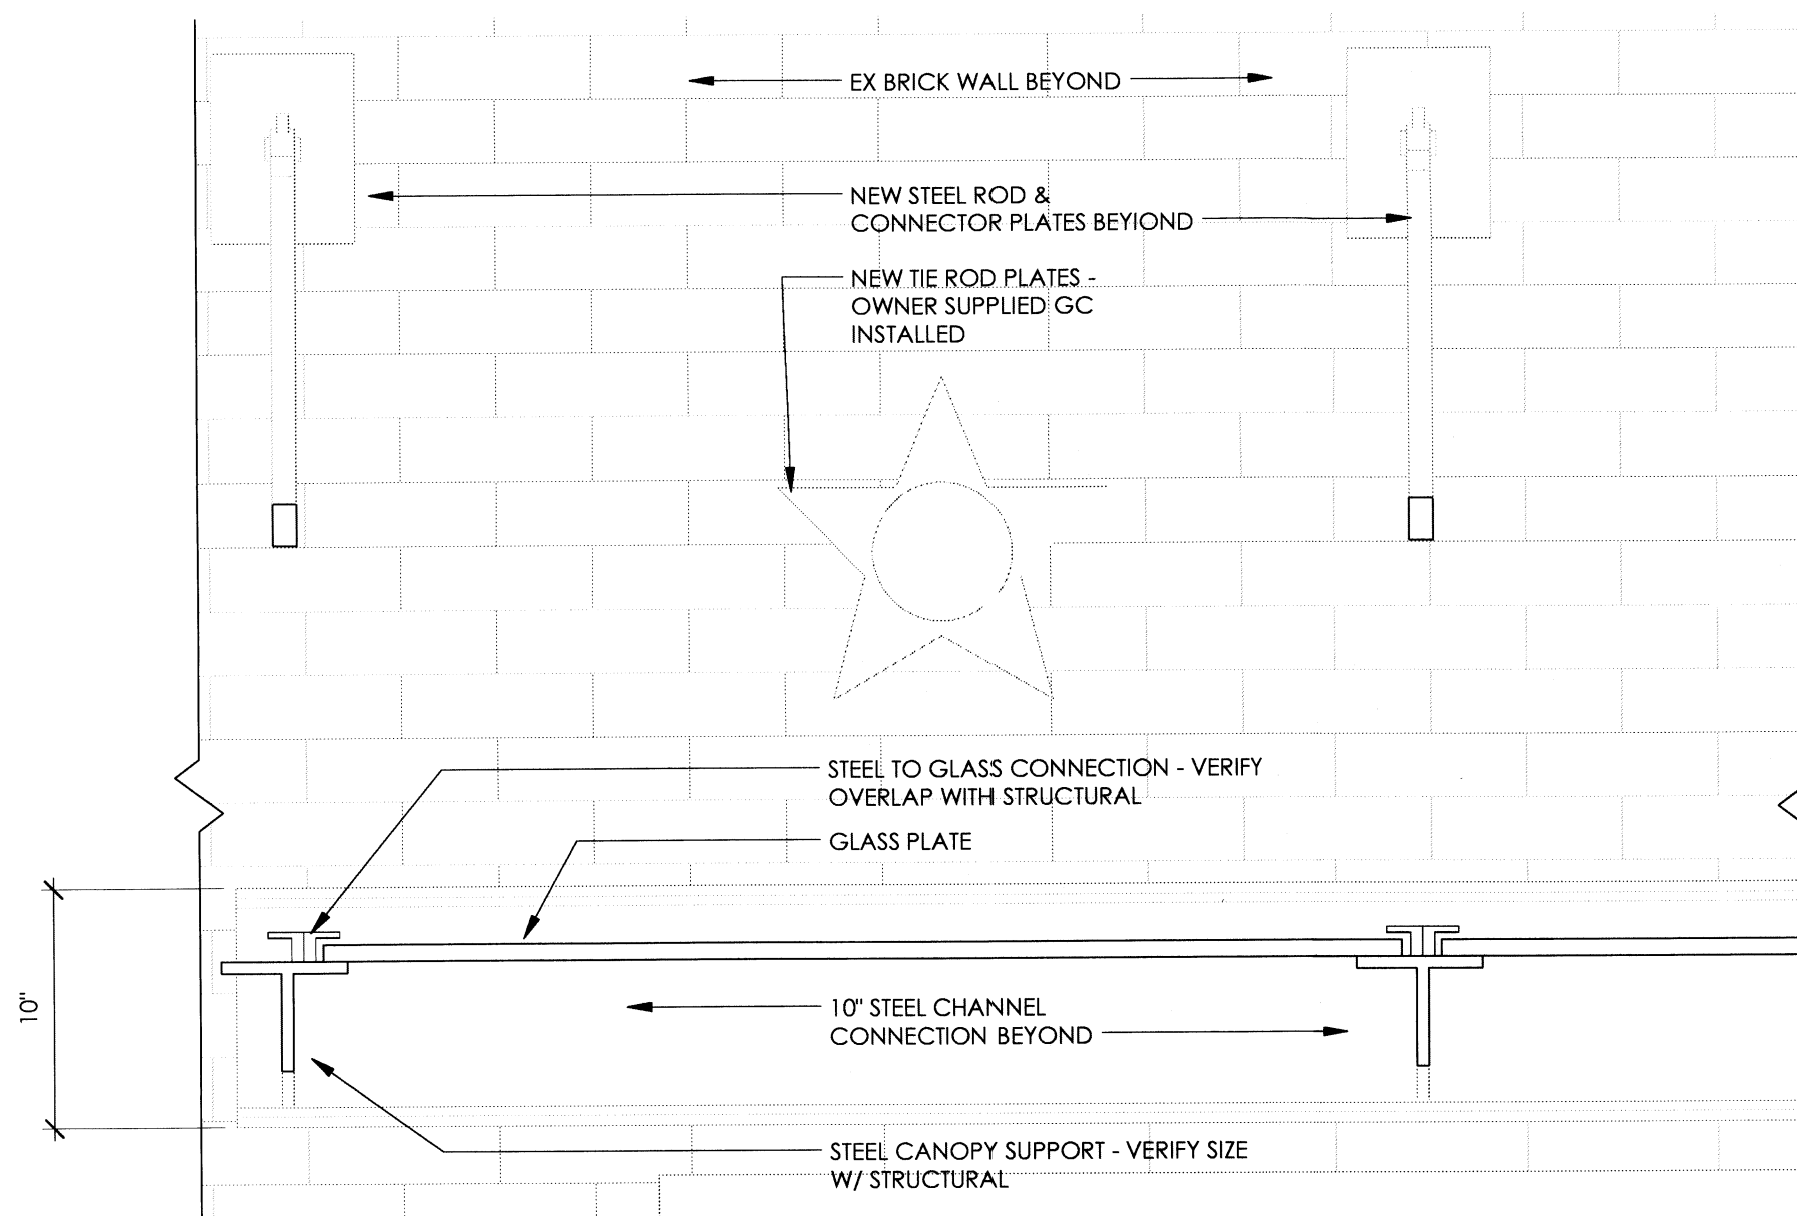 EX BRICK WALL BEYOND
NEW STEEL ROD &
CONNECTOR PLATES BEYIOND
NEW TIE ROD PLATES -
OWNER SUPPLIED GC
INSTALLED
STEEL TO GLASS CONNECTION - VERIFY
OVERLAP WITH STRUCTURAL
GLASS PLATE
10"
10" STEEL CHANNEL
CONNECTION BEYOND
STEEL CANOPY SUPPORT - VERIFY SIZE
W/ STRUCTURAL